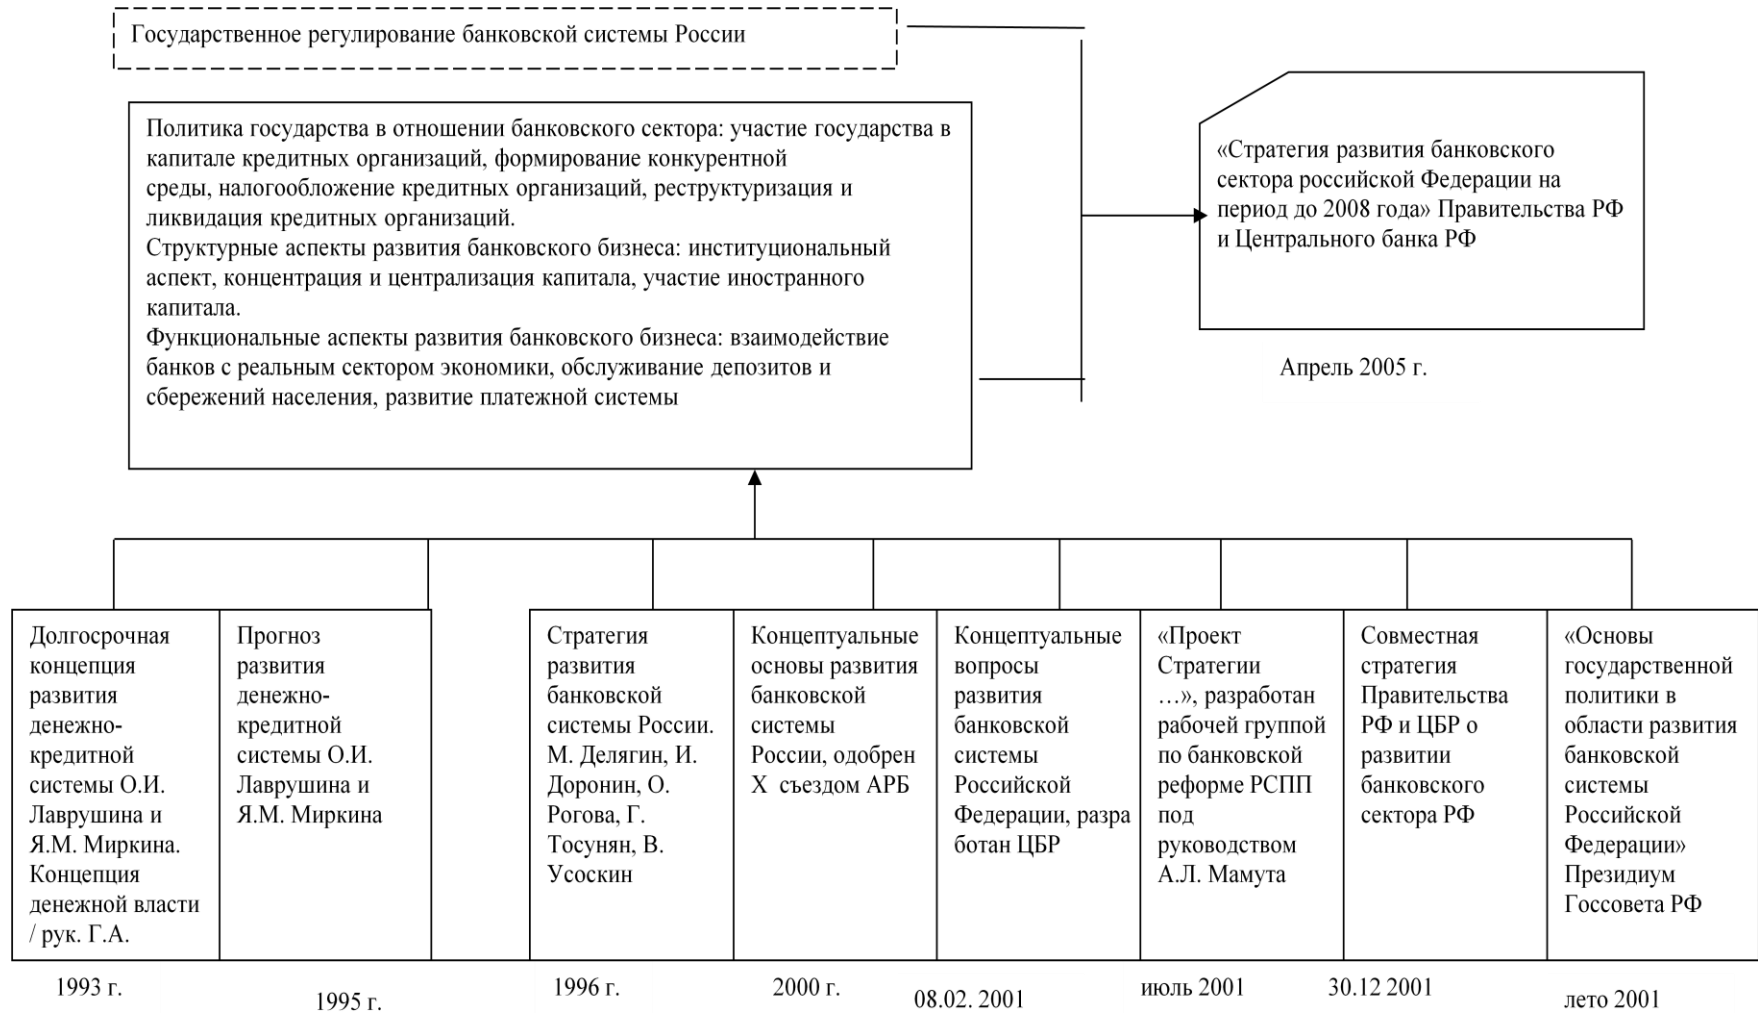 Государственное регулирование банковской системы России
Политика государства в отношении банковского сектора: участие государства в
капитале кредитных организаций, формирование конкурентной
среды, налогообложение кредитных организаций, реструктуризация и
ликвидация кредитных организаций.
Структурные аспекты развития банковского бизнеса: институциональный
аспект, концентрация и централизация капитала, участие иностранного
капитала.
Функциональные аспекты развития банковского бизнеса: взаимодействие
банков с реальным сектором экономики, обслуживание депозитов и
сбережений населения, развитие платежной системы
«Стратегия развития банковского
сектора российской Федерации на
период до 2008 года» Правительства РФ
и Центрального банка РФ
Апрель 2005 г.
Долгосрочная
концепция
развития
денежно-
кредитной
системы О.И.
Лаврушина и
Я.М. Миркина.
Концепция
денежной власти
/ рук. Г.А.
1993 г.
Прогноз
развития
денежно-
кредитной
системы О.И.
Лаврушина и
Я.М. Миркина
1995 г.
Стратегия
развития
банковской
системы России.
М. Делягин, И.
Доронин, О.
Рогова, Г.
Тосунян, В.
Усоскин
1996 г.
Концептуальные
основы развития
банковской
системы
России, одобрен
X съездом АРБ
2000 г.
Концептуальные
вопросы
развития
банковской
системы
Российской
Федерации, разра
ботан ЦБР
08.02. 2001
«Проект
Стратегии
…», разработан
рабочей группой
по банковской
реформе РСПП
под
руководством
А.Л. Мамута
июль 2001
Совместная
стратегия
Правительства
РФ и ЦБР о
развитии
банковского
сектора РФ
30.12 2001
«Основы
государственной
политики в
области развития
банковской
системы
Российской
Федерации»
Президиум
Госсовета РФ
лето 2001